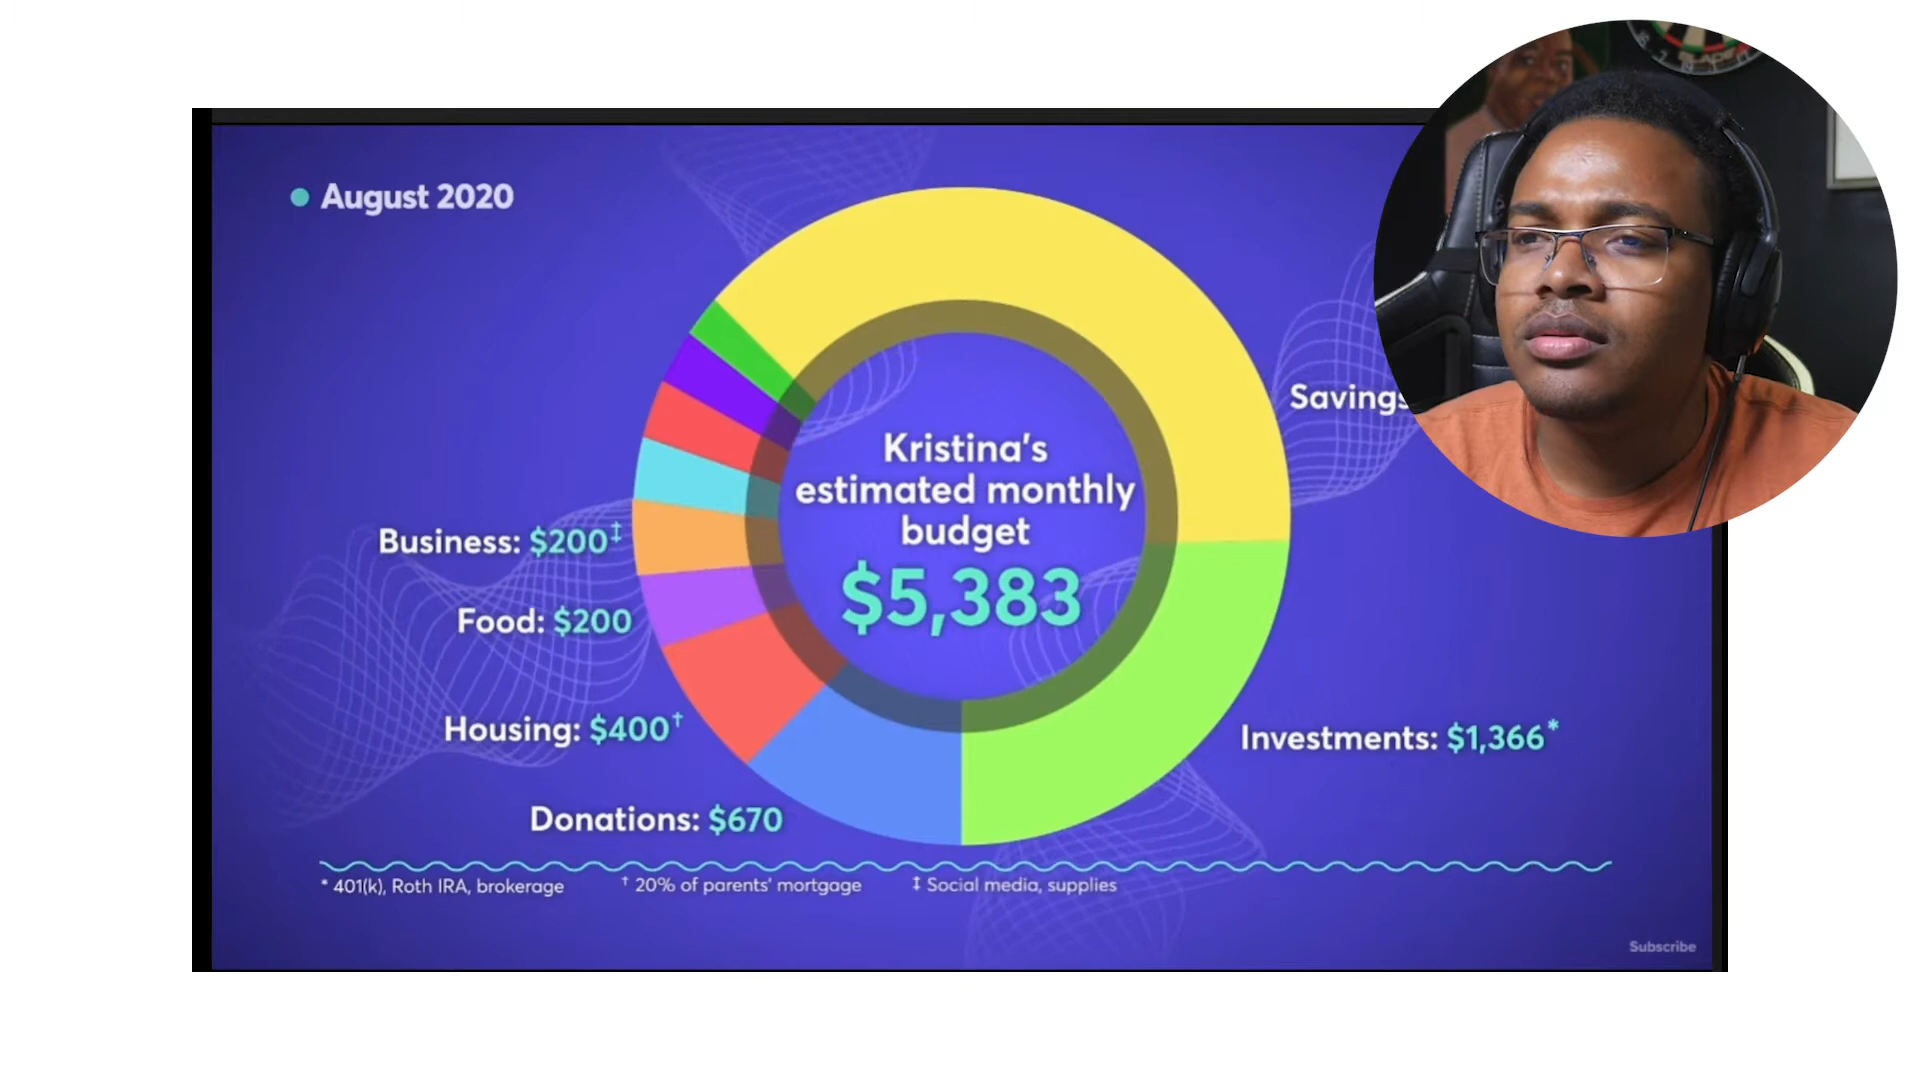 August 2020
Kristina's
estimated monthly
budget
$5,383
Savings
Business: $200‡
Food: $200
Housing: $400†
Investments: $1,366*
Donations: $670
* 401(k), Roth IRA, brokerage † 20% of parents' mortgage ‡ Social media, supplies
Subscribe